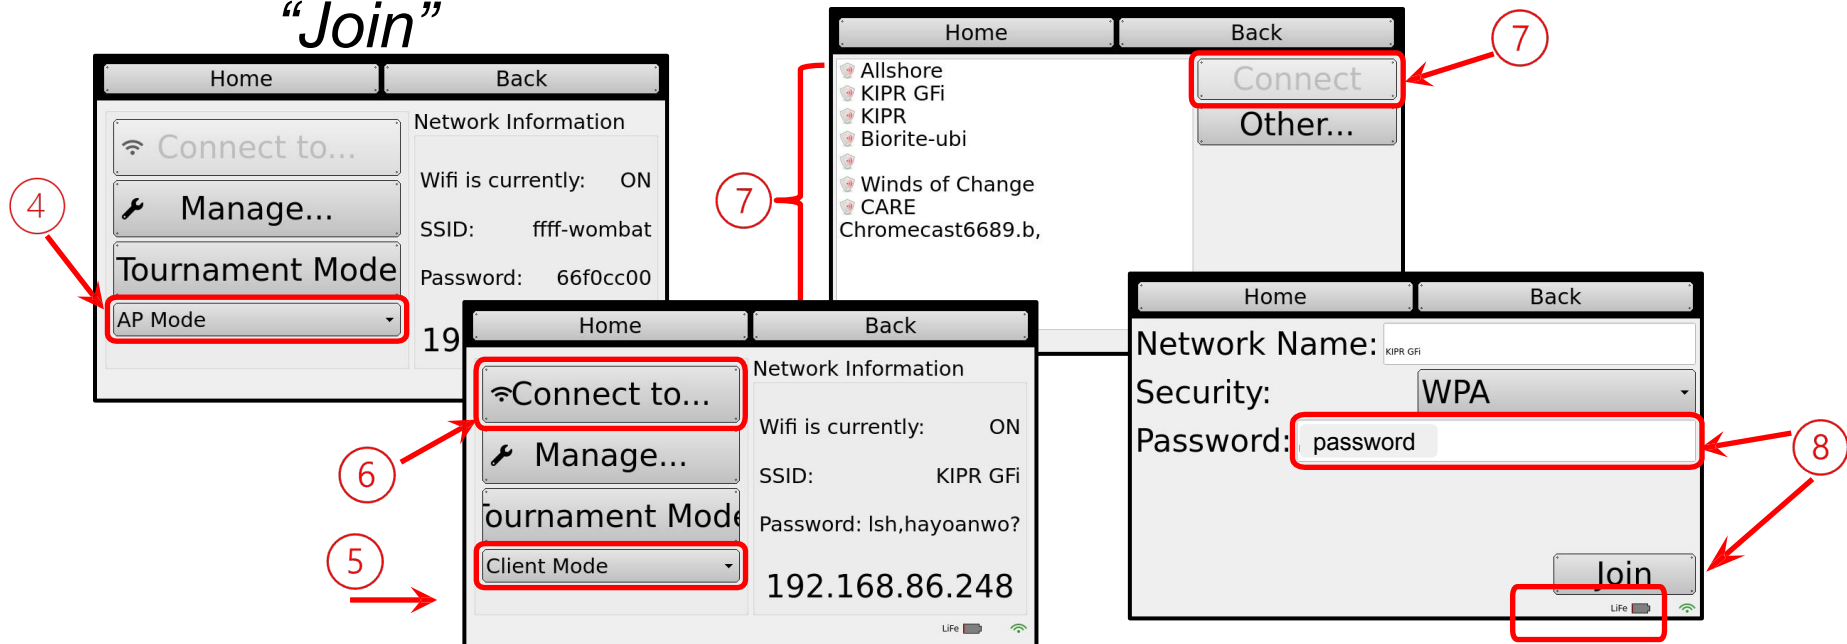 “Join”
Home Back
Connect to...
Manage...
Tournament Mode
AP Mode
Network Information
Wifi is currently: ON
SSID: ffff-wombat
Password: 66f0cc00
19
4
Home Back
Connect to...
Manage...
ournament Mode
Client Mode
Network Information
Wifi is currently: ON
SSID: KIPR GFi
Password: lsh,hayoanwo?
192.168.86.248
LiFe
5
6
Home Back
Allshore
KIPR GFi
KIPR
Biorite-ubi
Winds of Change
CARE
Chromecast6689.b,
Connect
Other...
7
7
Home Back
Network Name: KIPR GFi
Security: WPA
Password: password
Join
LiFe
8